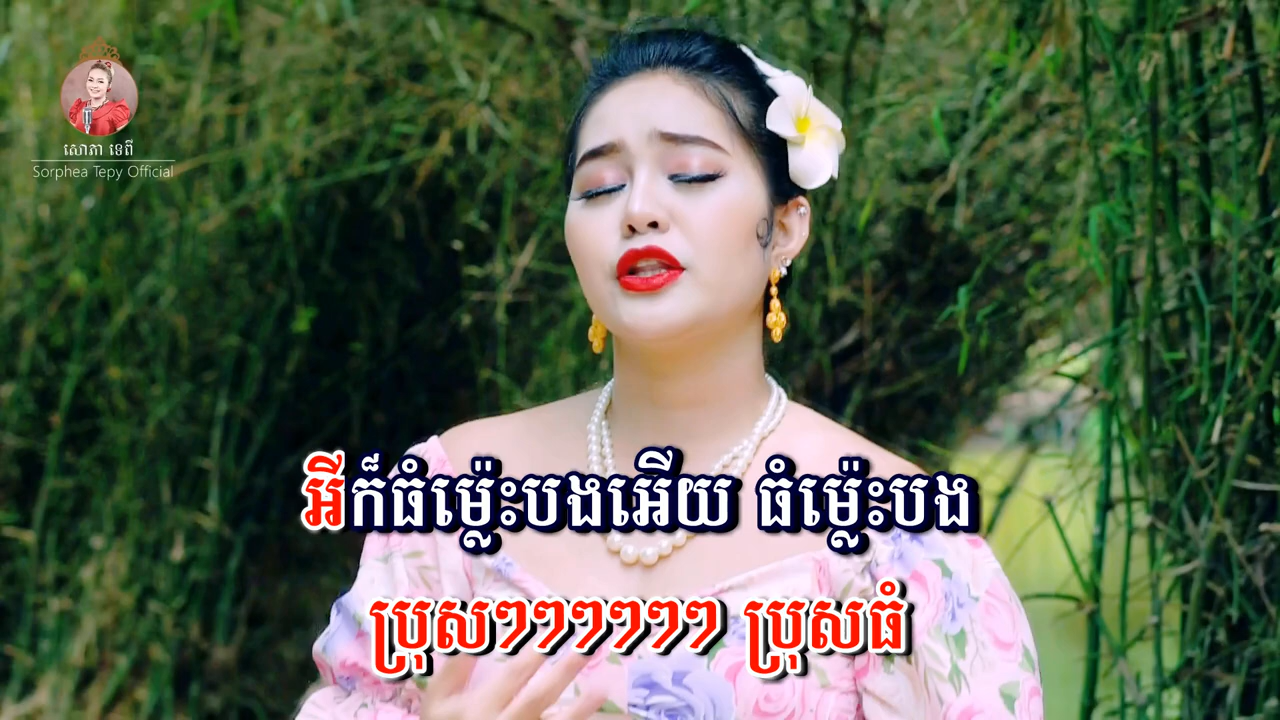 សោភា ទេពី
Sorphea Tepy Official
អីក៏ធំម្ល៉េះបងអើយ ធំម្ល៉េះបង
ប្រុសៗៗៗៗៗៗ ប្រុសធំ